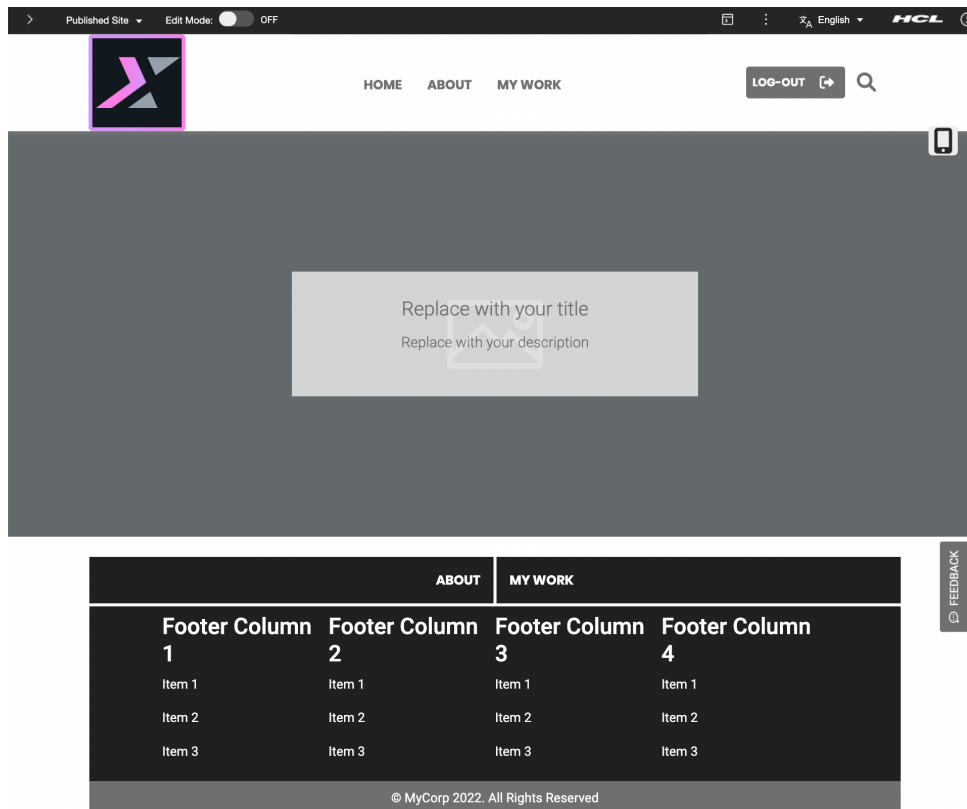 Published Site Edit Mode: OFF English HCL
HOME ABOUT MY WORK LOG-OUT
Replace with your title
Replace with your description
FEEDBACK
ABOUT MY WORK
Footer Column 1 Footer Column 2 Footer Column 3 Footer Column 4
Item 1 Item 1 Item 1 Item 1
Item 2 Item 2 Item 2 Item 2
Item 3 Item 3 Item 3 Item 3
© MyCorp 2022. All Rights Reserved